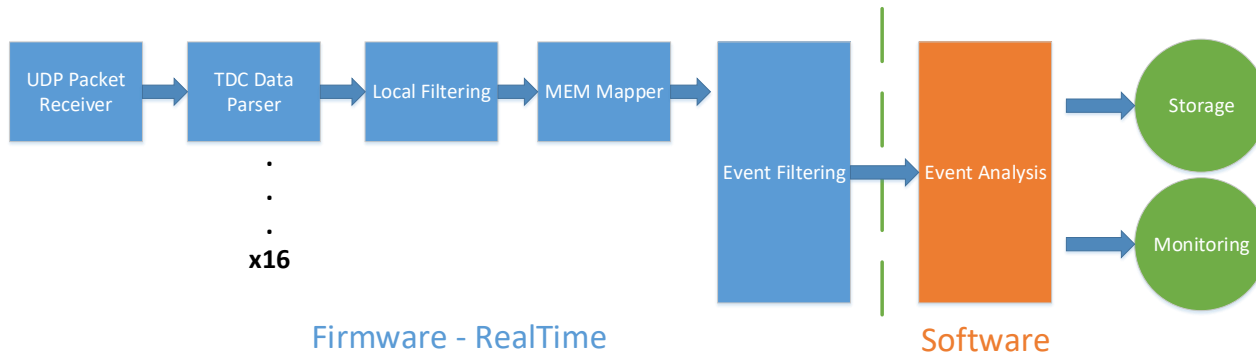 UDP Packet
Receiver
TDC Data
Parser
Local Filtering
MEM Mapper
Event Filtering
Event Analysis
Storage
Monitoring
.
.
.
x16
Firmware - RealTime
Software